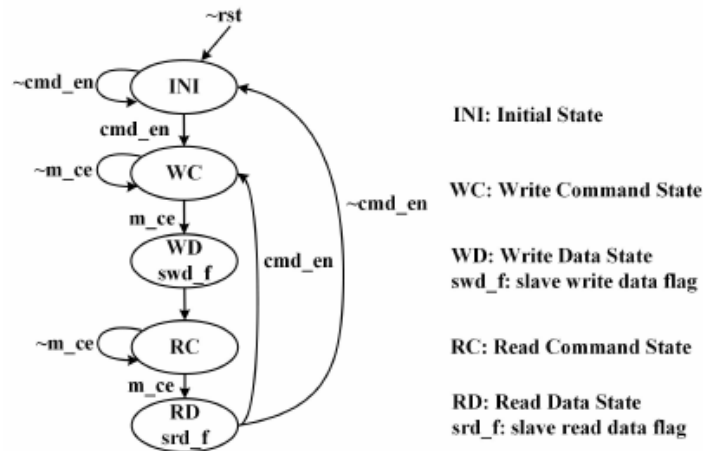 ~rst
~cmd_en
INI
cmd_en
~m_ce
WC
m_ce
WD
swd_f
cmd_en
~cmd_en
~m_ce
RC
m_ce
RD
srd_f
INI: Initial State
WC: Write Command State
WD: Write Data State
swd_f: slave write data flag
RC: Read Command State
RD: Read Data State
srd_f: slave read data flag